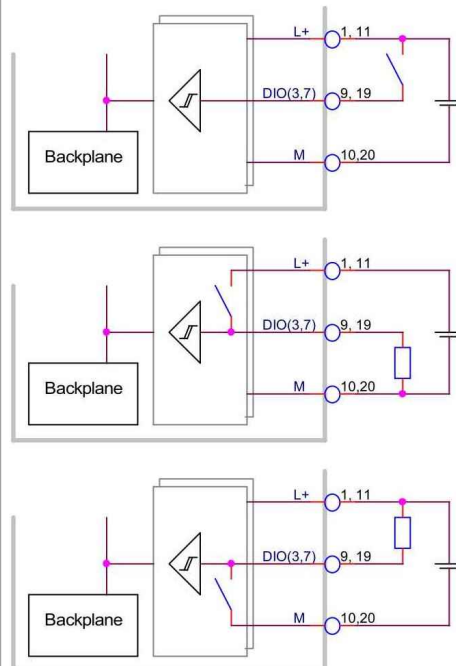 L+ 1, 11
DIO(3,7) 9, 19
Backplane
M 10,20
L+ 1, 11
DIO(3,7) 9, 19
Backplane
M 10,20
L+ 1, 11
DIO(3,7) 9, 19
Backplane
M 10,20